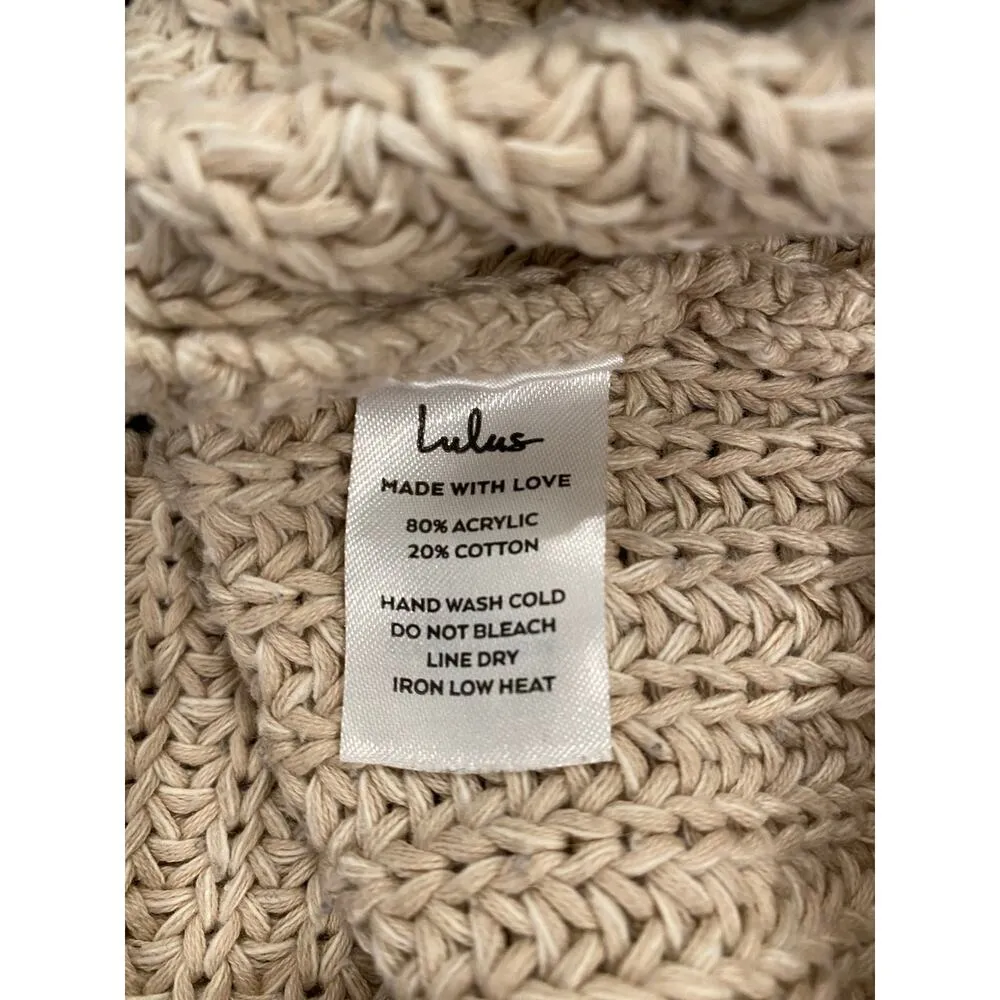 Lulus
MADE WITH LOVE
80% ACRYLIC
20% COTTON
HAND WASH COLD
DO NOT BLEACH
LINE DRY
IRON LOW HEAT